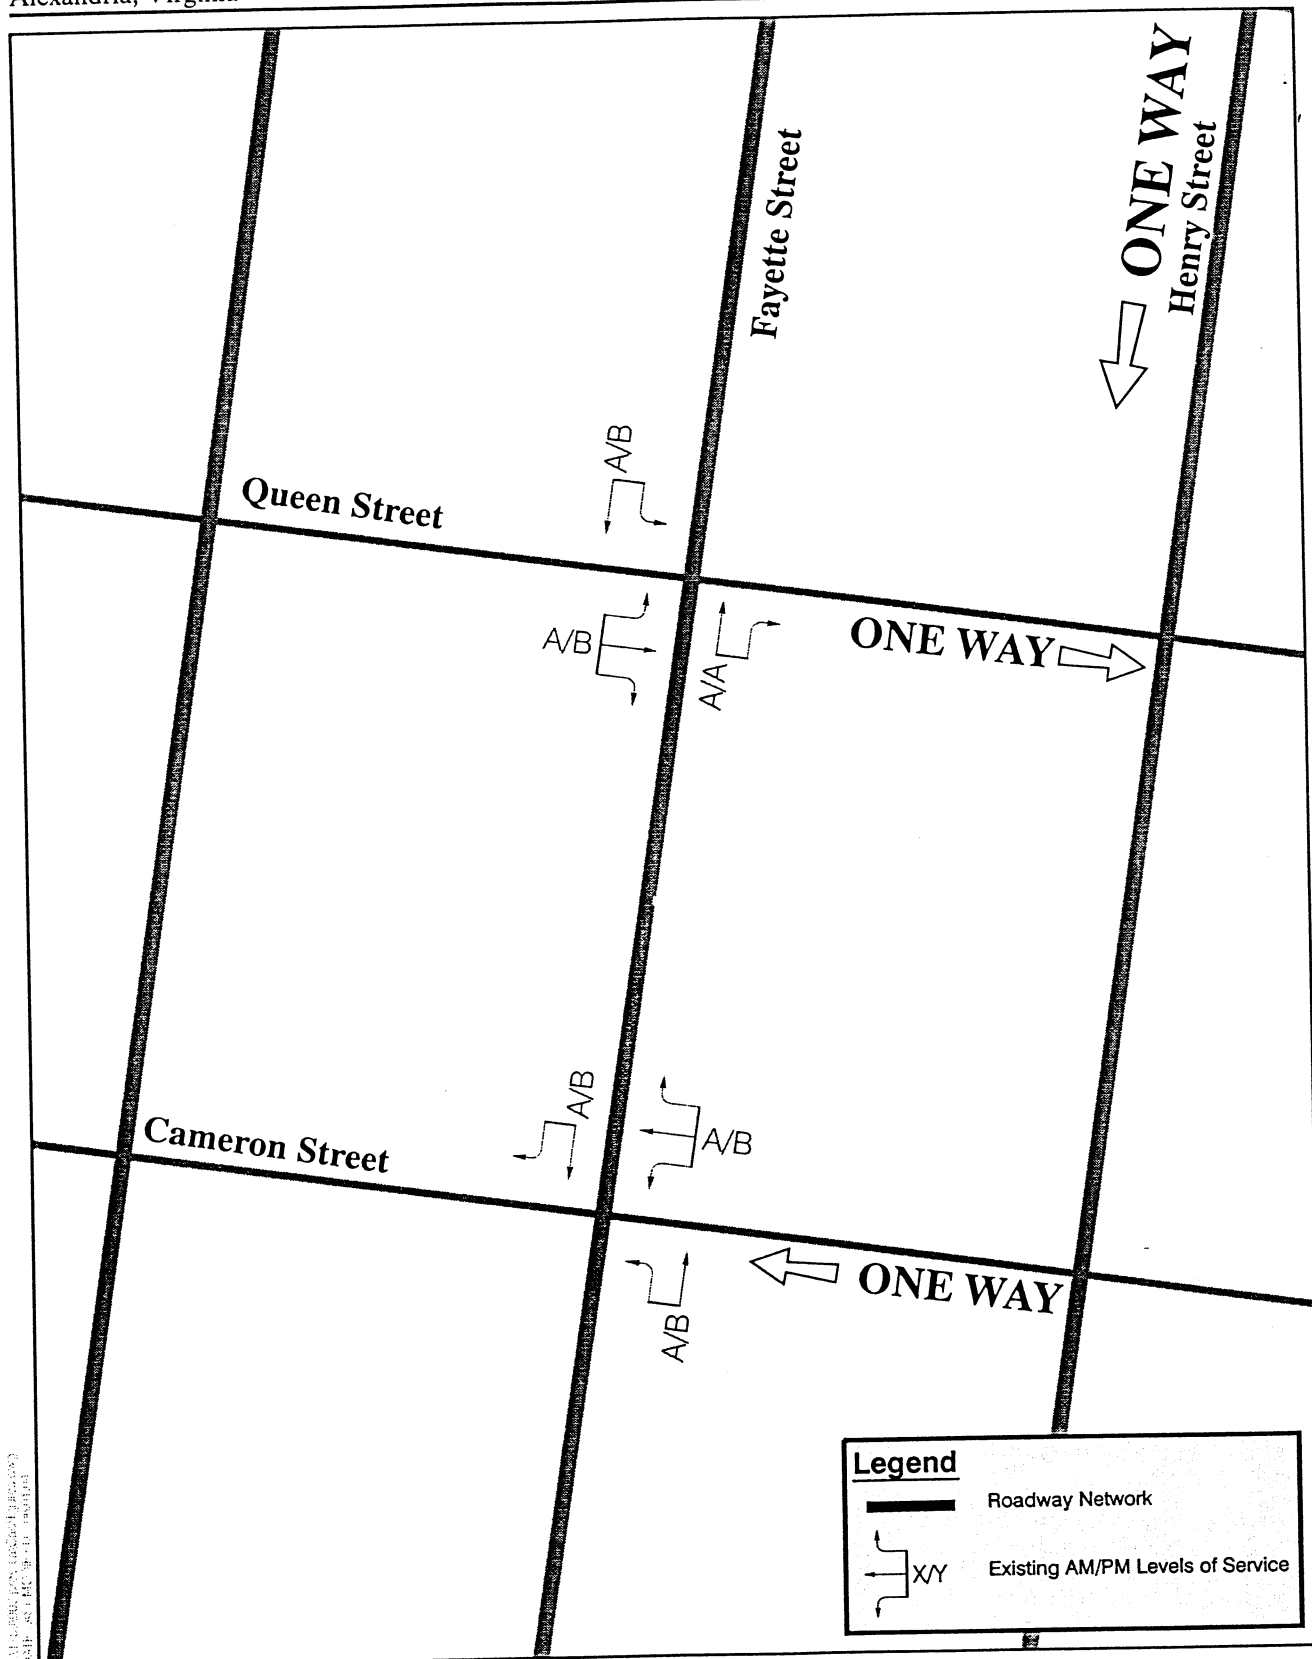 Alexandria, Virginia
ONE WAY
Henry Street
Fayette Street
A/B
Queen Street
A/B
A/A
ONE WAY
A/B
Cameron Street
A/B
ONE WAY
A/B
Legend
Roadway Network
X/Y
Existing AM/PM Levels of Service